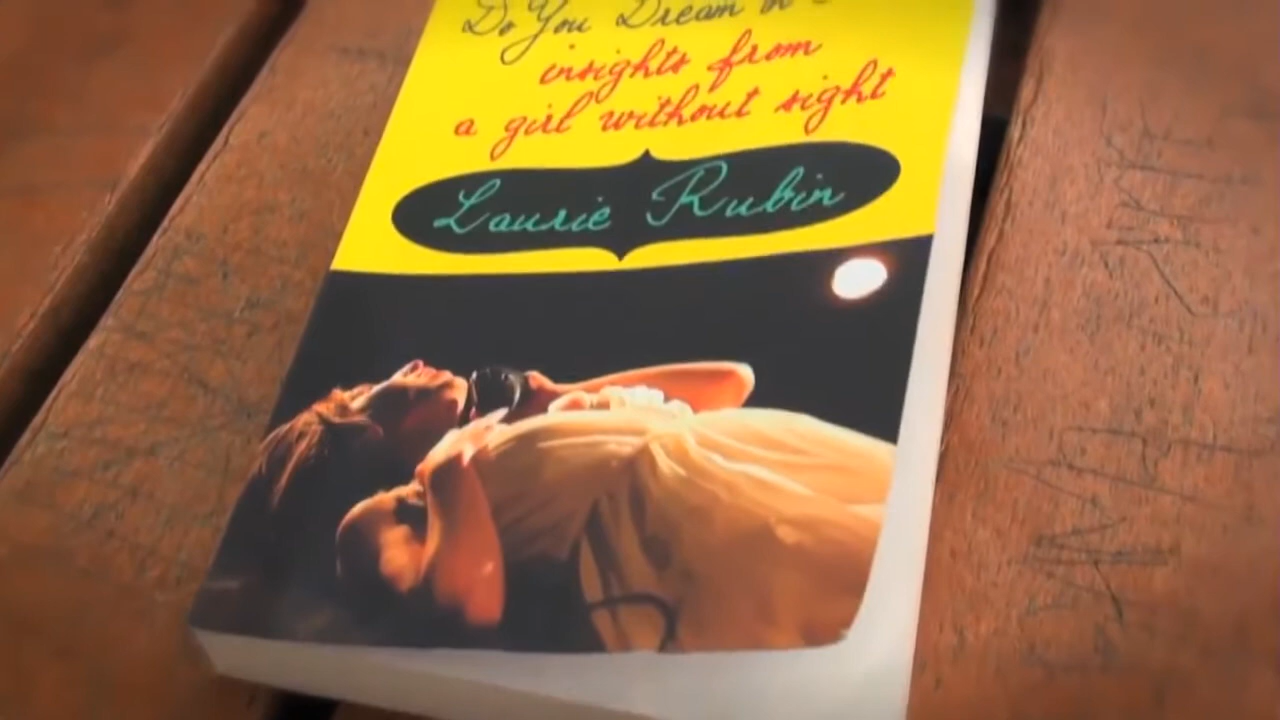 Do You Dream in
insights from
a girl without sight
Laurie Rubin